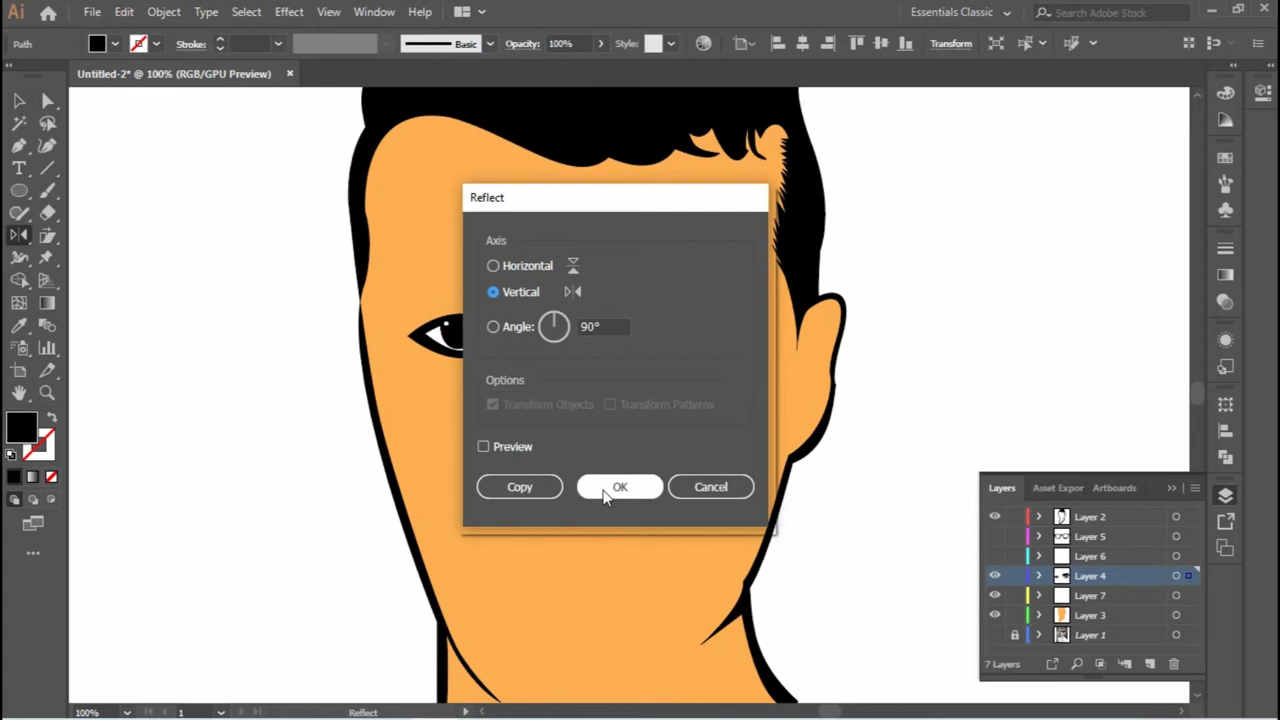 Ai File Edit Object Type Select Effect View Window Help Essentials Classic Search Adobe Stock
Path Stroke: Basic Opacity: 100% Style: Transform
Untitled-2* @ 100% (RGB/GPU Preview)
Reflect
Axis
Horizontal
Vertical
Angle: 90°
Options
Transform Objects Transform Patterns
Preview
Copy OK Cancel
Layers Asset Expor Artboards
Layer 2
Layer 5
Layer 6
Layer 4
Layer 7
Layer 3
Layer 1
7 Layers
100% 1 Reflect